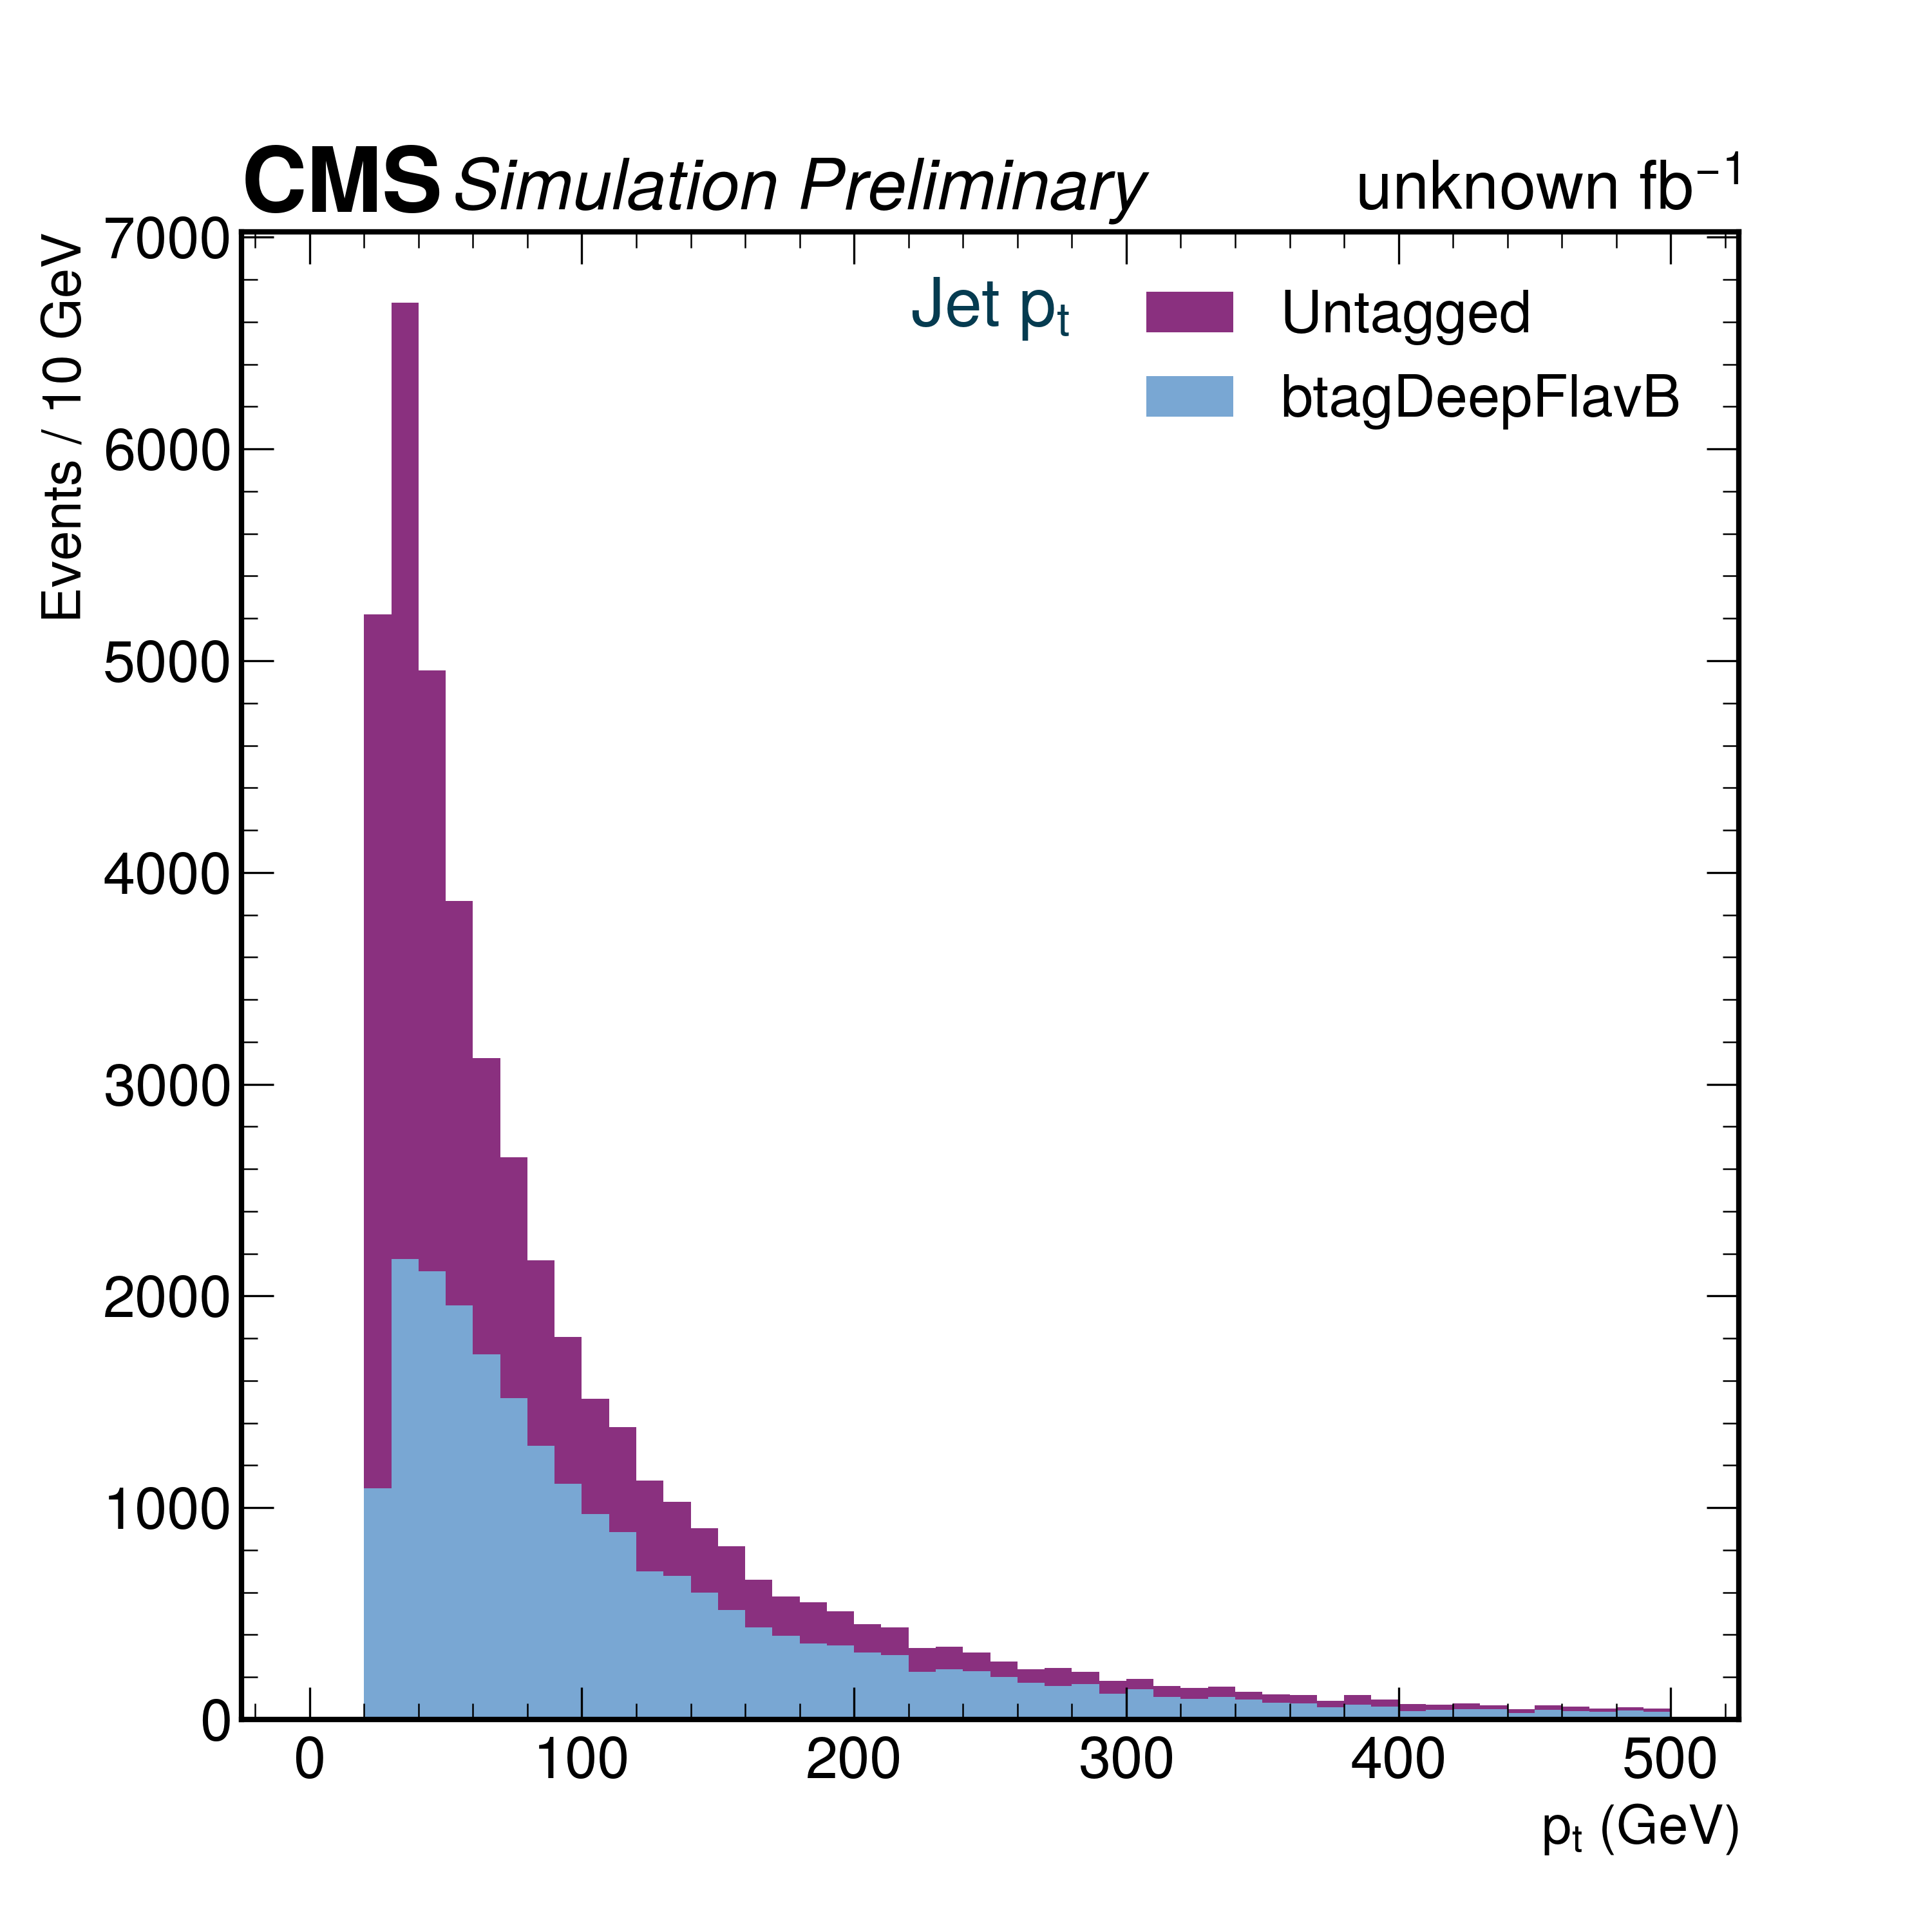 CMS Simulation Preliminary unknown fb⁻¹
Events / 10 GeV
Jet pₜ
Untagged
btagDeepFlavB
7000
6000
5000
4000
3000
2000
1000
0
0 100 200 300 400 500
pₜ (GeV)